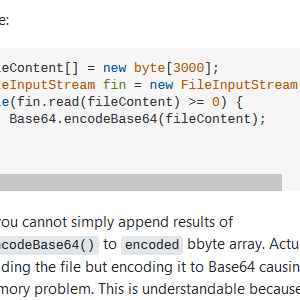 e:
eContent[] = new byte[3000];
eInputStream fin = new FileInputStream
e(fin.read(fileContent) >= 0) {
Base64.encodeBase64(fileContent);
you cannot simply append results of
codeBase64() to encoded bbyte array. Actu
ding the file but encoding it to Base64 causin
mory problem. This is understandable because